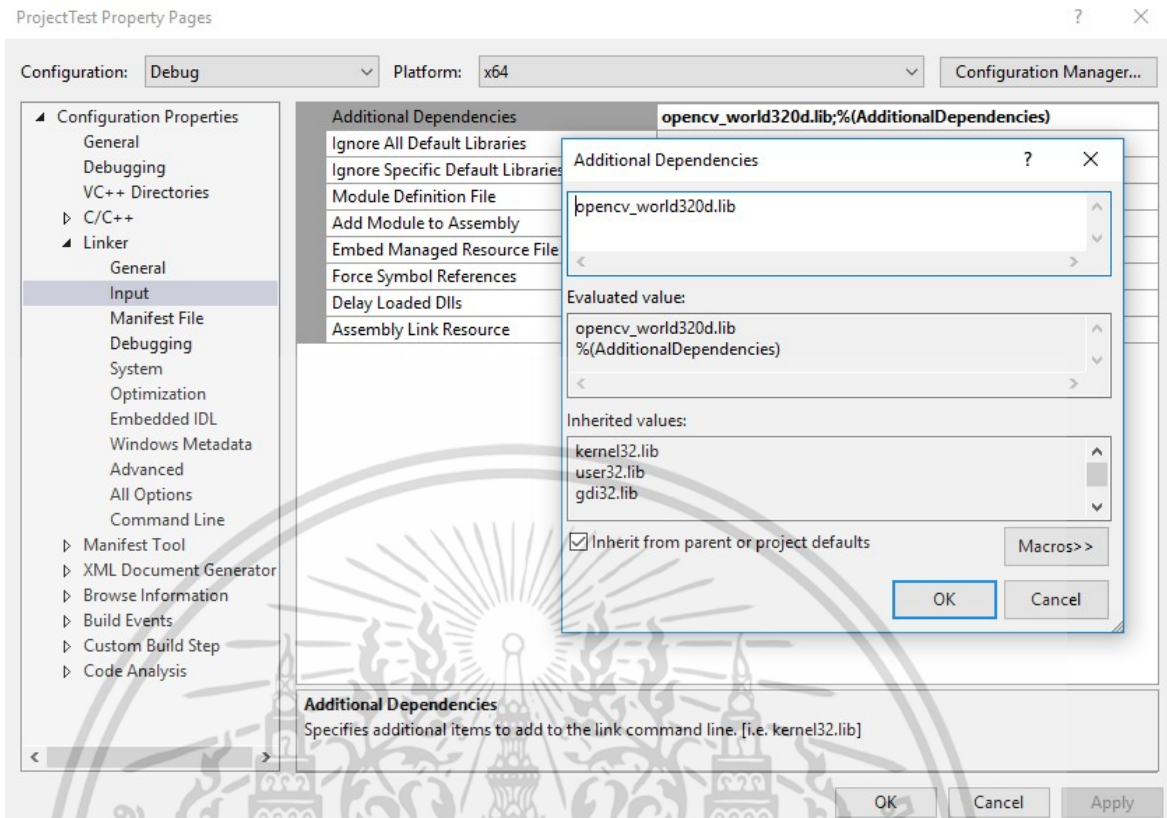 ProjectTest Property Pages
Configuration: Debug Platform: x64 Configuration Manager...
Configuration Properties
General
Debugging
VC++ Directories
C/C++
Linker
General
Input
Manifest File
Debugging
System
Optimization
Embedded IDL
Windows Metadata
Advanced
All Options
Command Line
Manifest Tool
XML Document Generator
Browse Information
Build Events
Custom Build Step
Code Analysis
Additional Dependencies opencv_world320d.lib;%(AdditionalDependencies)
Ignore All Default Libraries
Ignore Specific Default Libraries
Module Definition File
Add Module to Assembly
Embed Managed Resource File
Force Symbol References
Delay Loaded Dlls
Assembly Link Resource
Additional Dependencies ?
opencv_world320d.lib
Evaluated value:
opencv_world320d.lib
%(AdditionalDependencies)
Inherited values:
kernel32.lib
user32.lib
gdi32.lib
Inherit from parent or project defaults
Macros>>
OK Cancel
Additional Dependencies
Specifies additional items to add to the link command line. [i.e. kernel32.lib]
OK Cancel Apply